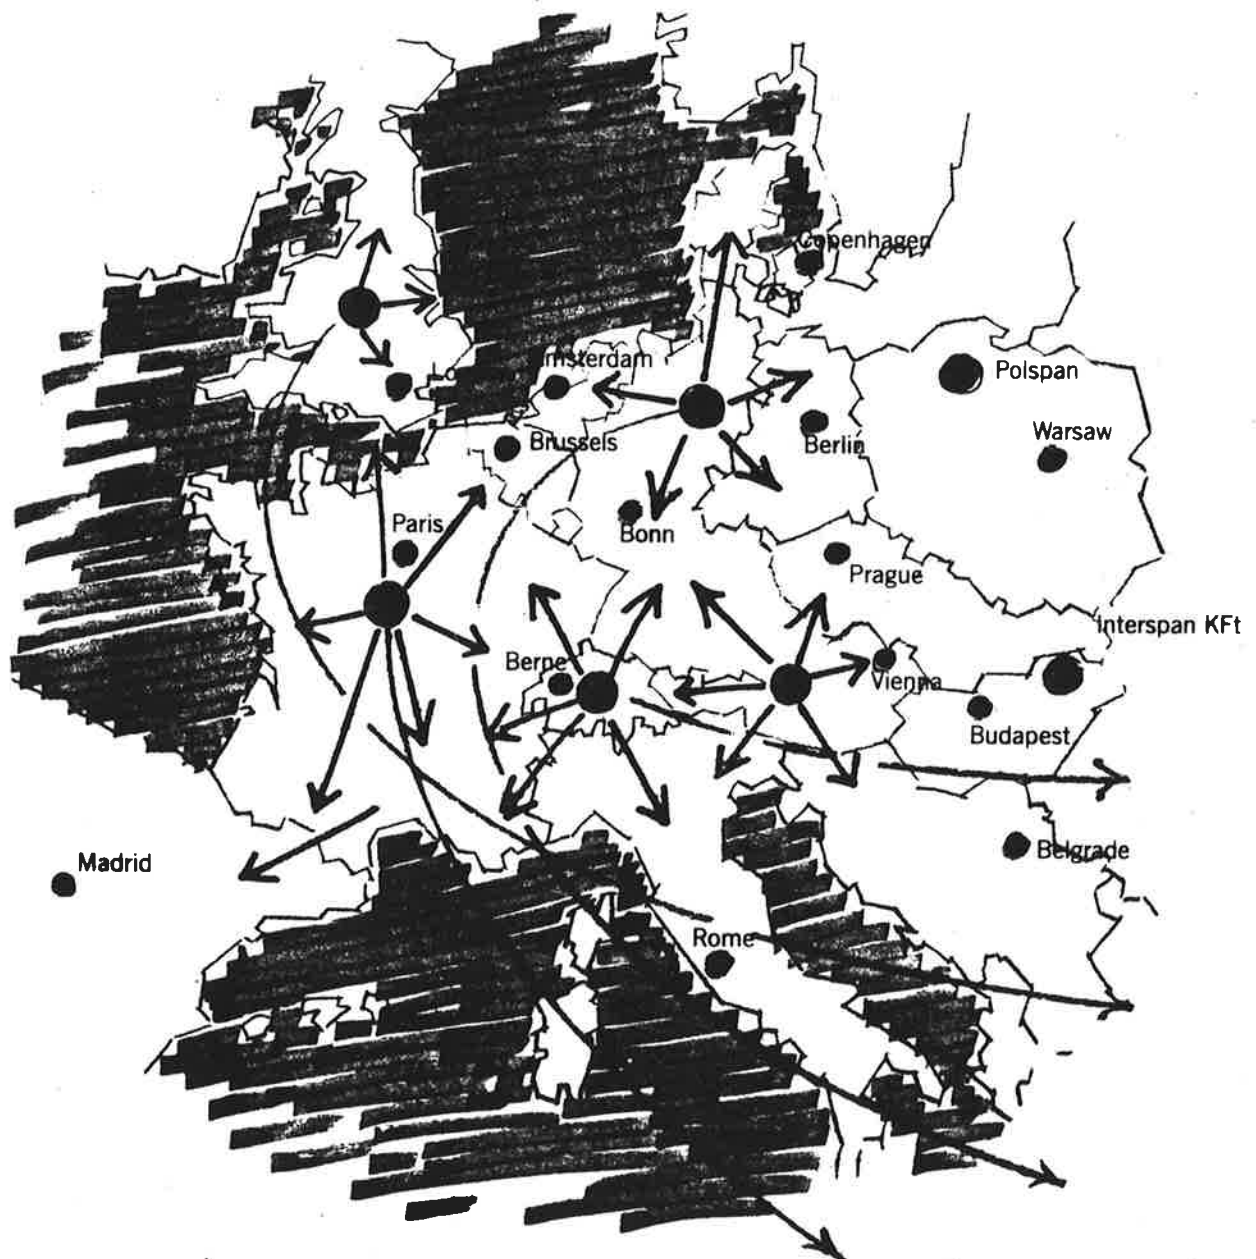 Copenhagen
Amsterdam
Polspan
Brussels
Berlin
Warsaw
Paris
Bonn
Prague
Interspan KFt
Berne
Vienna
Budapest
Madrid
Belgrade
Rome